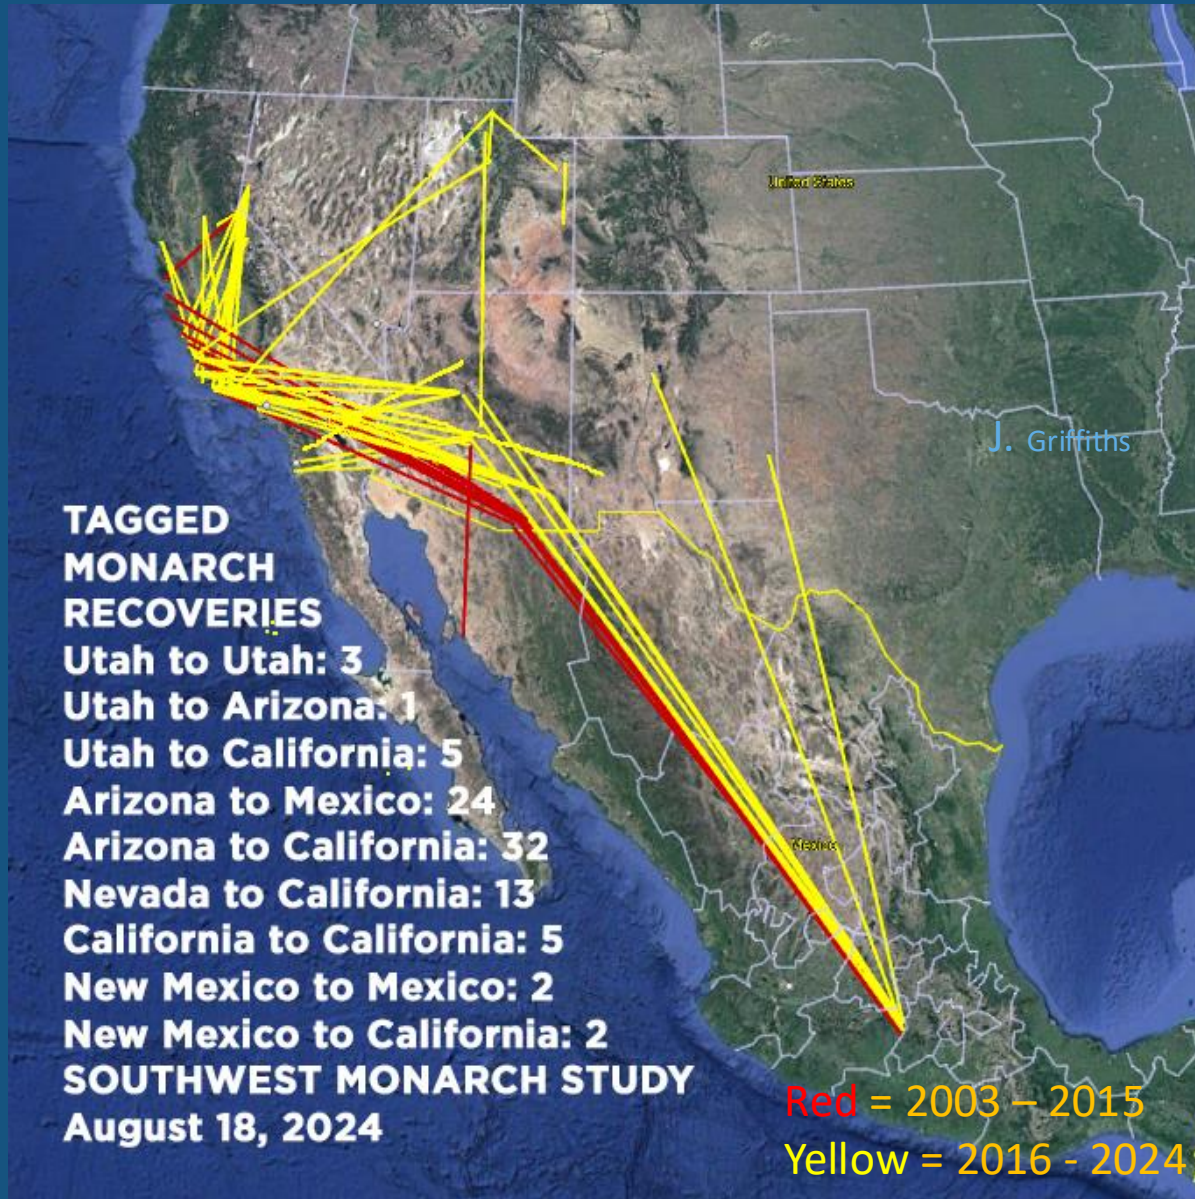 United States
J. Griffiths
TAGGED
MONARCH
RECOVERIES
Utah to Utah: 3
Utah to Arizona: 1
Utah to California: 5
Arizona to Mexico: 24
Mexico
Arizona to California: 32
Nevada to California: 13
California to California: 5
New Mexico to Mexico: 2
New Mexico to California: 2
SOUTHWEST MONARCH STUDY
August 18, 2024
Red = 2003 – 2015
Yellow = 2016 - 2024